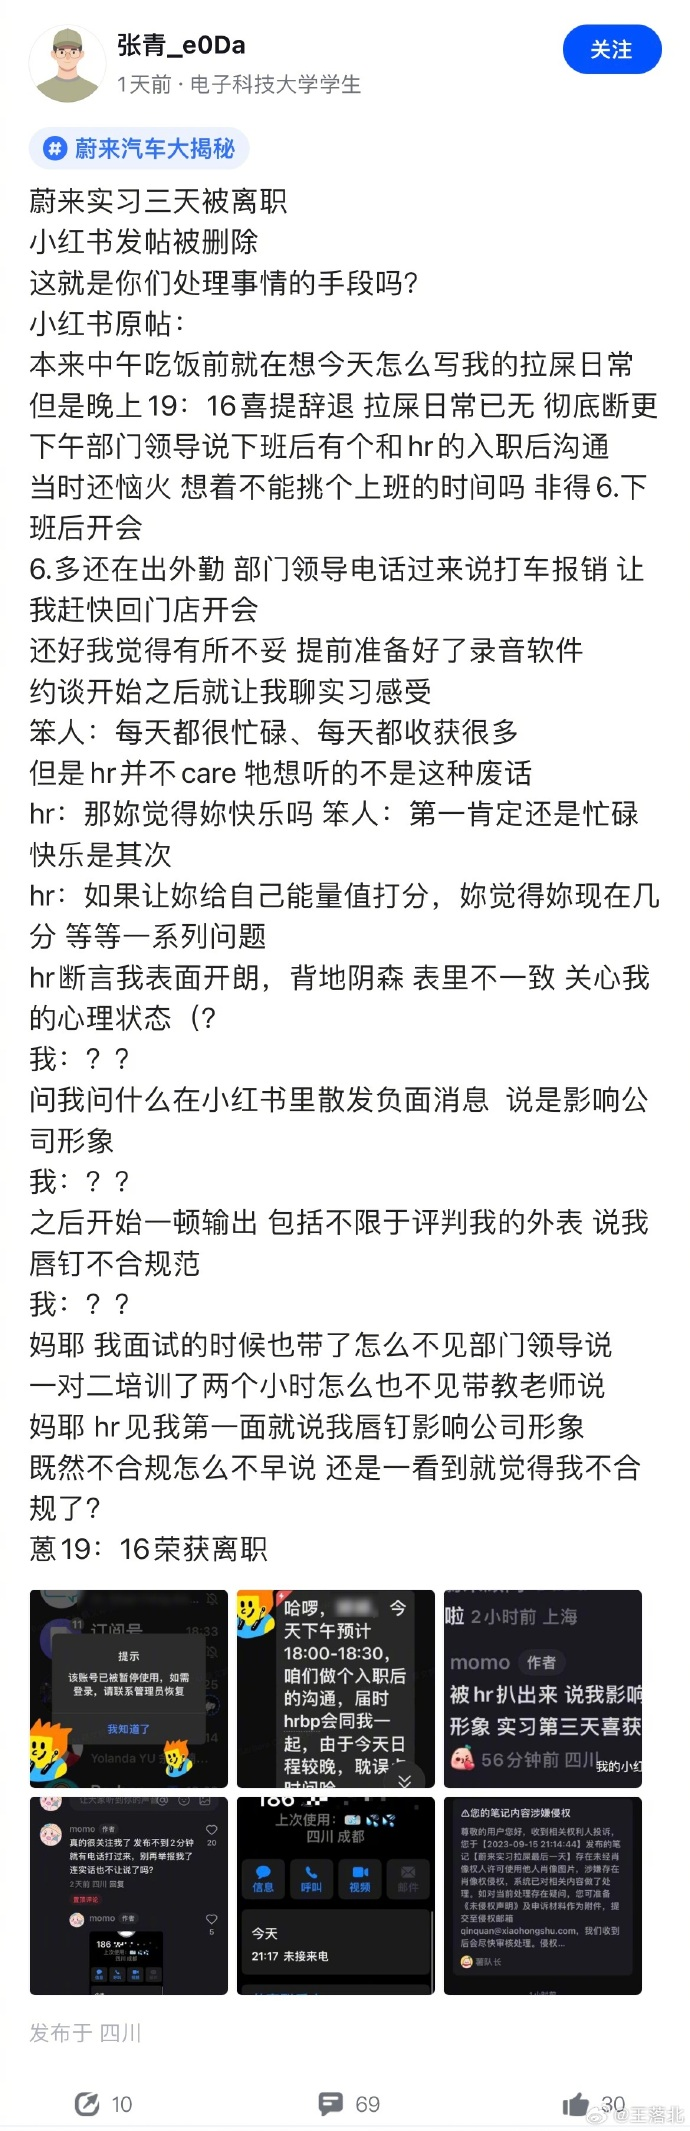 张青_e0Da
关注
1天前 · 电子科技大学学生
# 蔚来汽车大揭秘
蔚来实习三天被离职
小红书发帖被删除
这就是你们处理事情的手段吗?
小红书原帖：
本来中午吃饭前就在想今天怎么写我的拉屎日常
但是晚上19：16喜提辞退 拉屎日常已无 彻底断更
下午部门领导说下班后有个和hr的入职后沟通
当时还恼火 想着不能挑个上班的时间吗 非得6.下
班后开会
6.多还在出外勤 部门领导电话过来说打车报销 让
我赶快回门店开会
还好我觉得有所不妥 提前准备好了录音软件
约谈开始之后就让我聊实习感受
笨人：每天都很忙碌、每天都收获很多
但是hr并不care 牠想听的不是这种废话
hr：那妳觉得妳快乐吗 笨人：第一肯定还是忙碌
快乐是其次
hr：如果让妳给自己能量值打分，妳觉得妳现在几
分 等等一系列问题
hr断言我表面开朗，背地阴森 表里不一致 关心我
的心理状态（?
我：？？
问我问什么在小红书里散发负面消息 说是影响公
司形象
我：？？
之后开始一顿输出 包括不限于评判我的外表 说我
唇钉不合规范
我：？？
妈耶 我面试的时候也带了怎么不见部门领导说
一对二培训了两个小时怎么也不见带教老师说
妈耶 hr见我第一面就说我唇钉影响公司形象
既然不合规怎么不早说 还是一看到就觉得我不合
规了?
蒽19：16荣获离职
11
订阅号
18:33
提示
该账号已被暂停使用，如需
登录，请联系管理员恢复
我知道了
Yolanda YU
哈啰，
今
天下午预计
18:00-18:30，
咱们做个入职后
的沟通，届时
hrbp会同我一
起，由于今天日
程较晚，耽误
啦 2小时前 上海
momo 作者
被hr扒出来 说我影响
形象 实习第三天喜获
56分钟前 四川
我的小红
momo 作者
真的很关注我了 发布不到2分钟
就有电话打过来，别再举报我了
连实话也不让说了吗?
20
2天前 四川 回复
置顶评论
momo 作者
5
186
186
上次使用：
四川 成都
信息
呼叫
视频
邮件
今天
21:17 未接来电
⚠您的笔记内容涉嫌侵权
尊敬的用户您好，收到相关权利人投诉，
您于【2023-09-15 21:14:44】发布的笔
记【蔚来实习拉屎最后一天】存在未经肖
像权人许可使用他人肖像图片，涉嫌存在
肖像权侵权，系统已对相关内容做了处
理，如对当前处理存在疑问，您可准备
《未侵权声明》及申诉材料作为附件，提
交至侵权邮箱
qinquan@xiaohongshu.com，我们收到
后会尽快审核处理。侵权...
薯队长
发布于 四川
10
69
30
@王落北